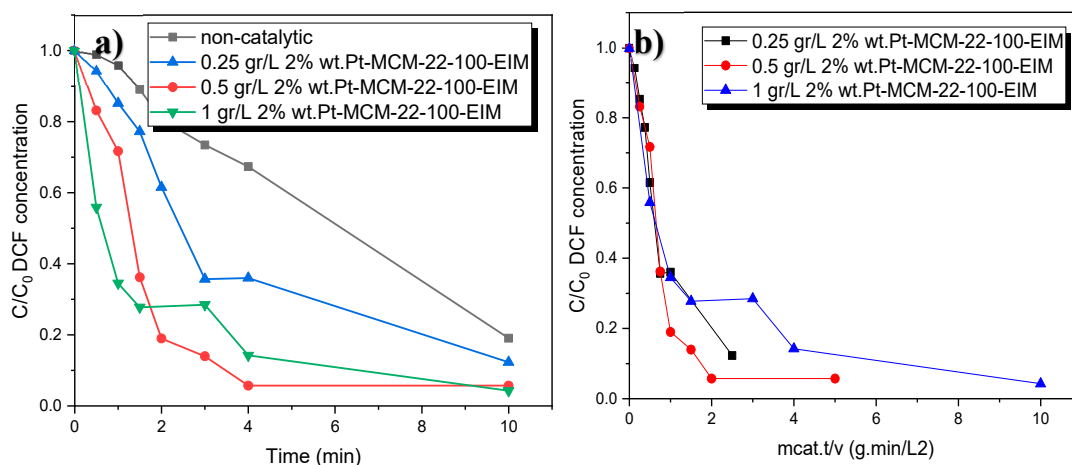 a)
non-catalytic
0.25 gr/L 2% wt.Pt-MCM-22-100-EIM
0.5 gr/L 2% wt.Pt-MCM-22-100-EIM
1 gr/L 2% wt.Pt-MCM-22-100-EIM
C/C0 DCF concentration
1.0
0.8
0.6
0.4
0.2
0.0
0 2 4 6 8 10
Time (min)
b)
0.25 gr/L 2% wt.Pt-MCM-22-100-EIM
0.5 gr/L 2% wt.Pt-MCM-22-100-EIM
1 gr/L 2% wt.Pt-MCM-22-100-EIM
C/C0 DCF concentration
1.0
0.8
0.6
0.4
0.2
0.0
0 2 4 6 8 10
mcat.t/v (g.min/L2)